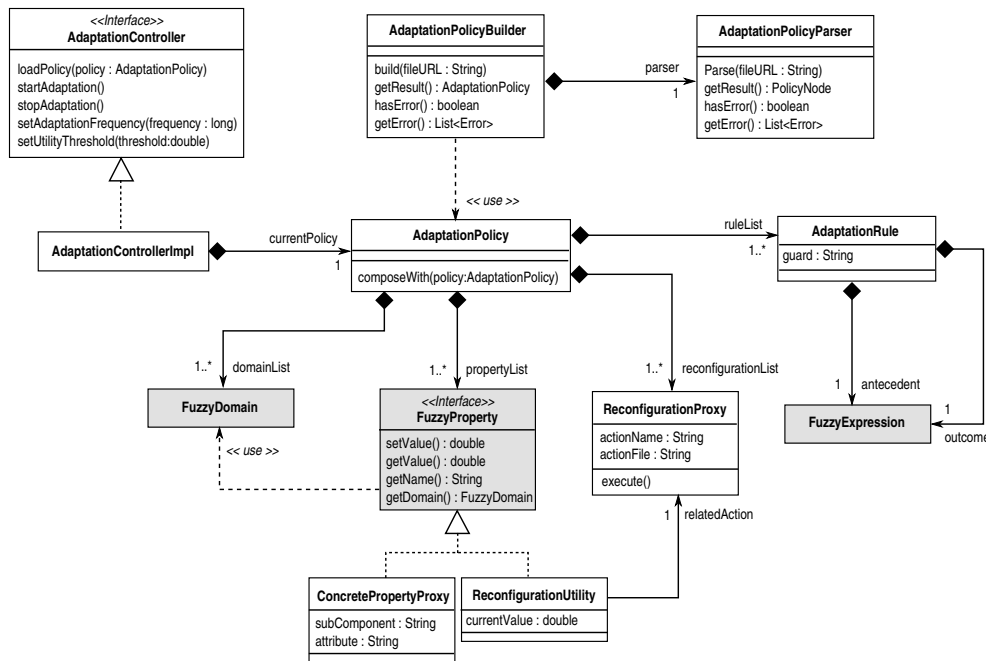 <<Interface>>
AdaptationController
loadPolicy(policy : AdaptationPolicy)
startAdaptation()
stopAdaptation()
setAdaptationFrequency(frequency : long)
setUtilityThreshold(threshold:double)
AdaptationPolicyBuilder
build(fileURL : String)
getResult() : AdaptationPolicy
hasError() : boolean
getError() : List<Error>
parser
1
AdaptationPolicyParser
Parse(fileURL : String)
getResult() : PolicyNode
hasError() : boolean
getError() : List<Error>
<< use >>
AdaptationControllerImpl
currentPolicy
1
AdaptationPolicy
composeWith(policy:AdaptationPolicy)
ruleList
1..*
AdaptationRule
guard : String
1..*
domainList
1..*
propertyList
1..*
reconfigurationList
1
antecedent
1
outcome
FuzzyDomain
<< use >>
<<Interface>>
FuzzyProperty
setValue() : double
getValue() : double
getName() : String
getDomain() : FuzzyDomain
ReconfigurationProxy
actionName : String
actionFile : String
execute()
FuzzyExpression
1
relatedAction
ConcretePropertyProxy
subComponent : String
attribute : String
ReconfigurationUtility
currentValue : double